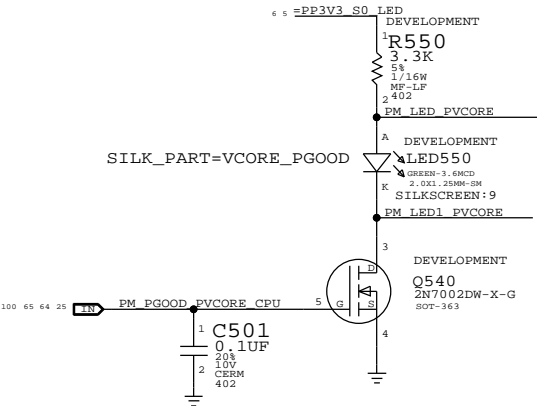 6 5 =PP3V3_S0_LED
DEVELOPMENT
1
R550
3.3K
5%
1/16W
MF-LF
402
2
PM_LED_PVCORE
A
DEVELOPMENT
SILK_PART=VCORE_PGOOD
LED550
GREEN-3.6MCD
2.0X1.25MM-SM
K
SILKSCREEN:9
PM_LED1_PVCORE
3
DEVELOPMENT
D
Q540
2N7002DW-X-G
SOT-363
100 65 64 25 IN PM_PGOOD_PVCORE_CPU 5 G S
4
1
C501
0.1UF
20%
10V
CERM
402
2